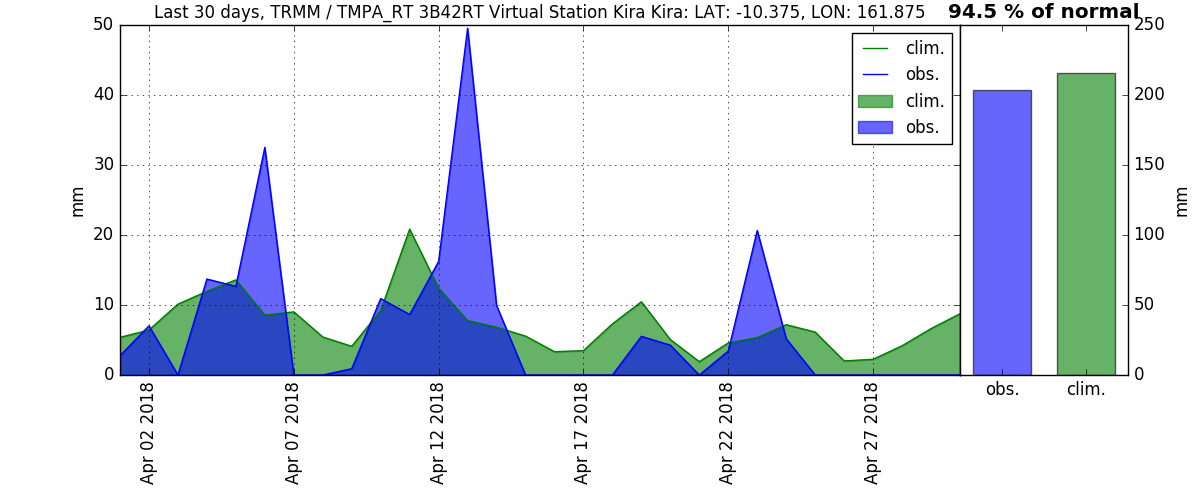 Last 30 days, TRMM / TMPA_RT 3B42RT Virtual Station Kira Kira: LAT: -10.375, LON: 161.875
94.5 % of normal
50
40
30
20
10
0
mm
clim.
obs.
clim.
obs.
250
200
150
100
50
0
mm
obs.
clim.
Apr 02 2018
Apr 07 2018
Apr 12 2018
Apr 17 2018
Apr 22 2018
Apr 27 2018